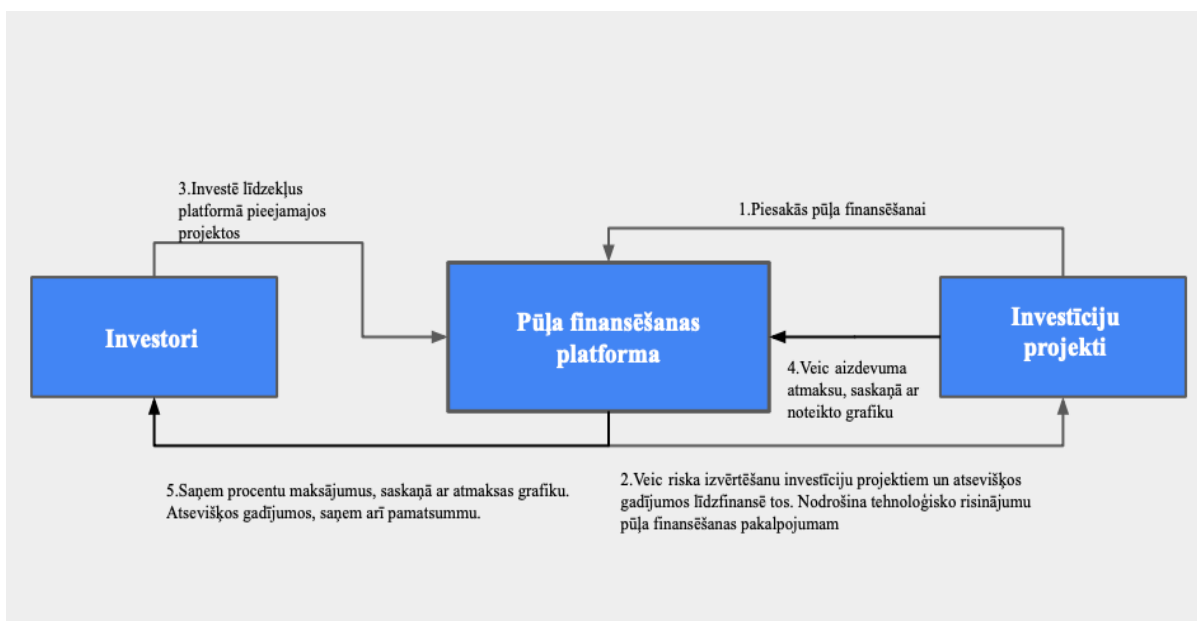 3.Investē līdzekļus
platformā pieejamajos
projektos
1.Piesakās pūļa finansēšanai
Investori
Pūļa finansēšanas
platforma
Investīciju
projekti
4.Veic aizdevuma
atmaksu, saskaņā ar
noteikto grafiku
5.Saņem procentu maksājumus, saskaņā ar atmaksas grafiku.
Atsevišķos gadījumos, saņem arī pamatsummu.
2.Veic riska izvērtēšanu investīciju projektiem un atsevišķos
gadījumos līdzfinansē tos. Nodrošina tehnoloģisko risinājumu
pūļa finansēšanas pakalpojumam